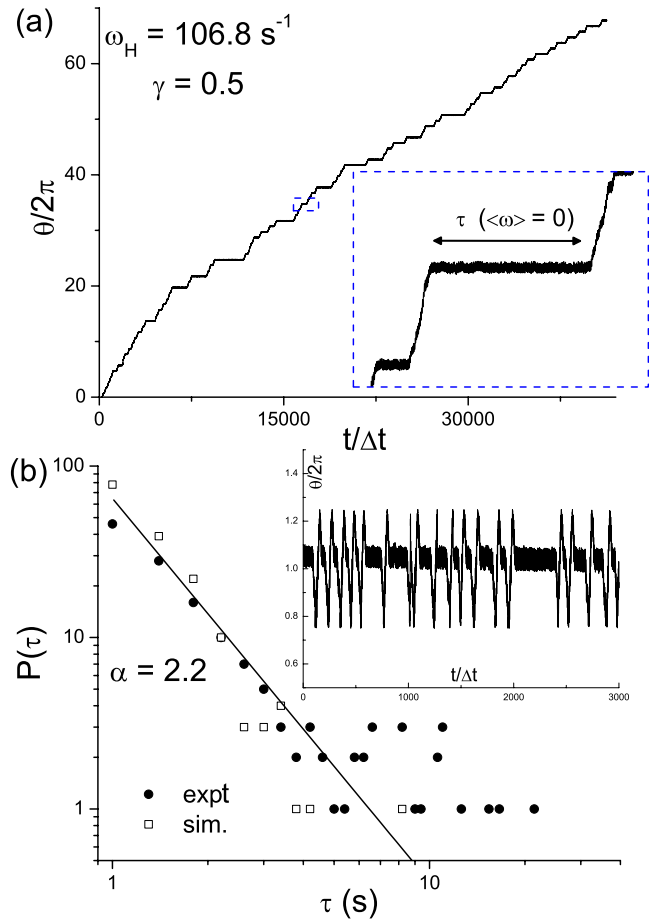 (a)
ω_H = 106.8 s⁻¹
γ = 0.5
θ/2π
60
40
20
0
τ (<ω> = 0)
0 15000 30000
t/Δt
(b)
P(τ)
100
10
1
α = 2.2
expt
sim.
θ/2π
1.4
1.2
1.0
0.8
0.6
t/Δt
0 1000 2000 3000
1 10
τ (s)